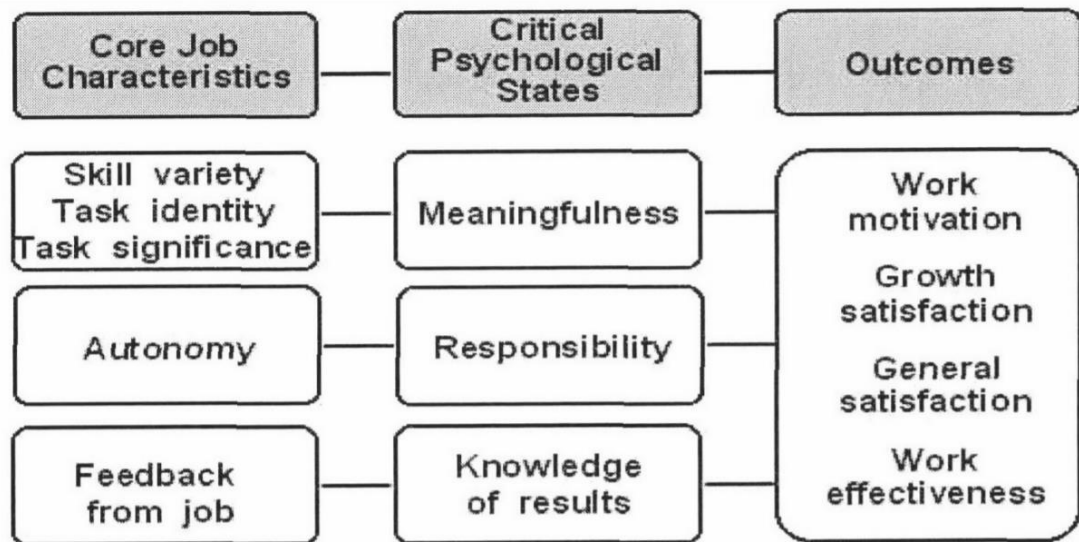 Core Job
Characteristics
Critical
Psychological
States
Outcomes
Skill variety
Task identity
Task significance
Meaningfulness
Work
motivation
Growth
satisfaction
General
satisfaction
Work
effectiveness
Autonomy
Responsibility
Feedback
from job
Knowledge
of results